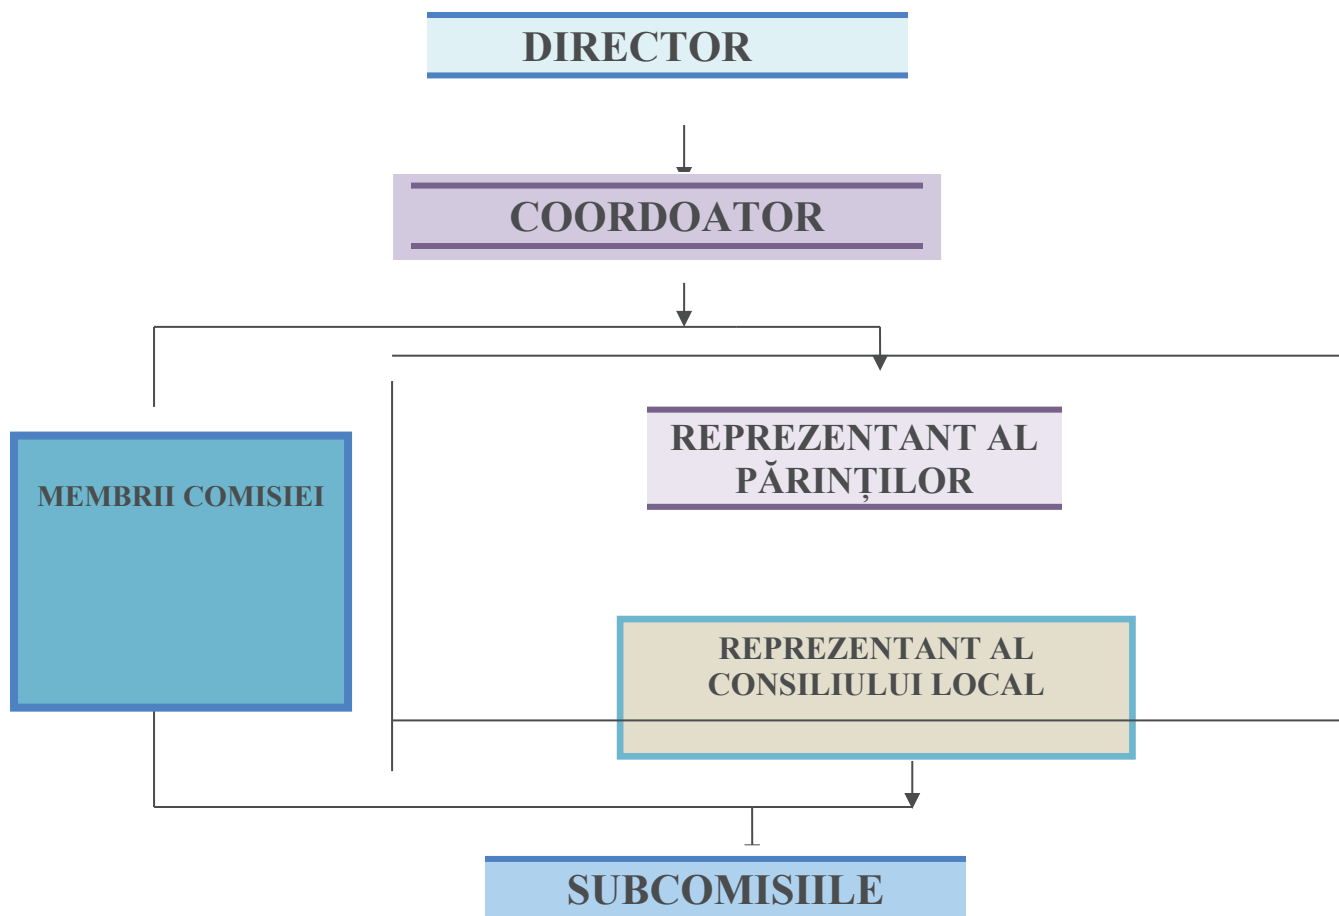 DIRECTOR
COORDOATOR
REPREZENTANT AL
PĂRINȚILOR
MEMBRII COMISIEI
REPREZENTANT AL
CONSILIULUI LOCAL
SUBCOMISIILE